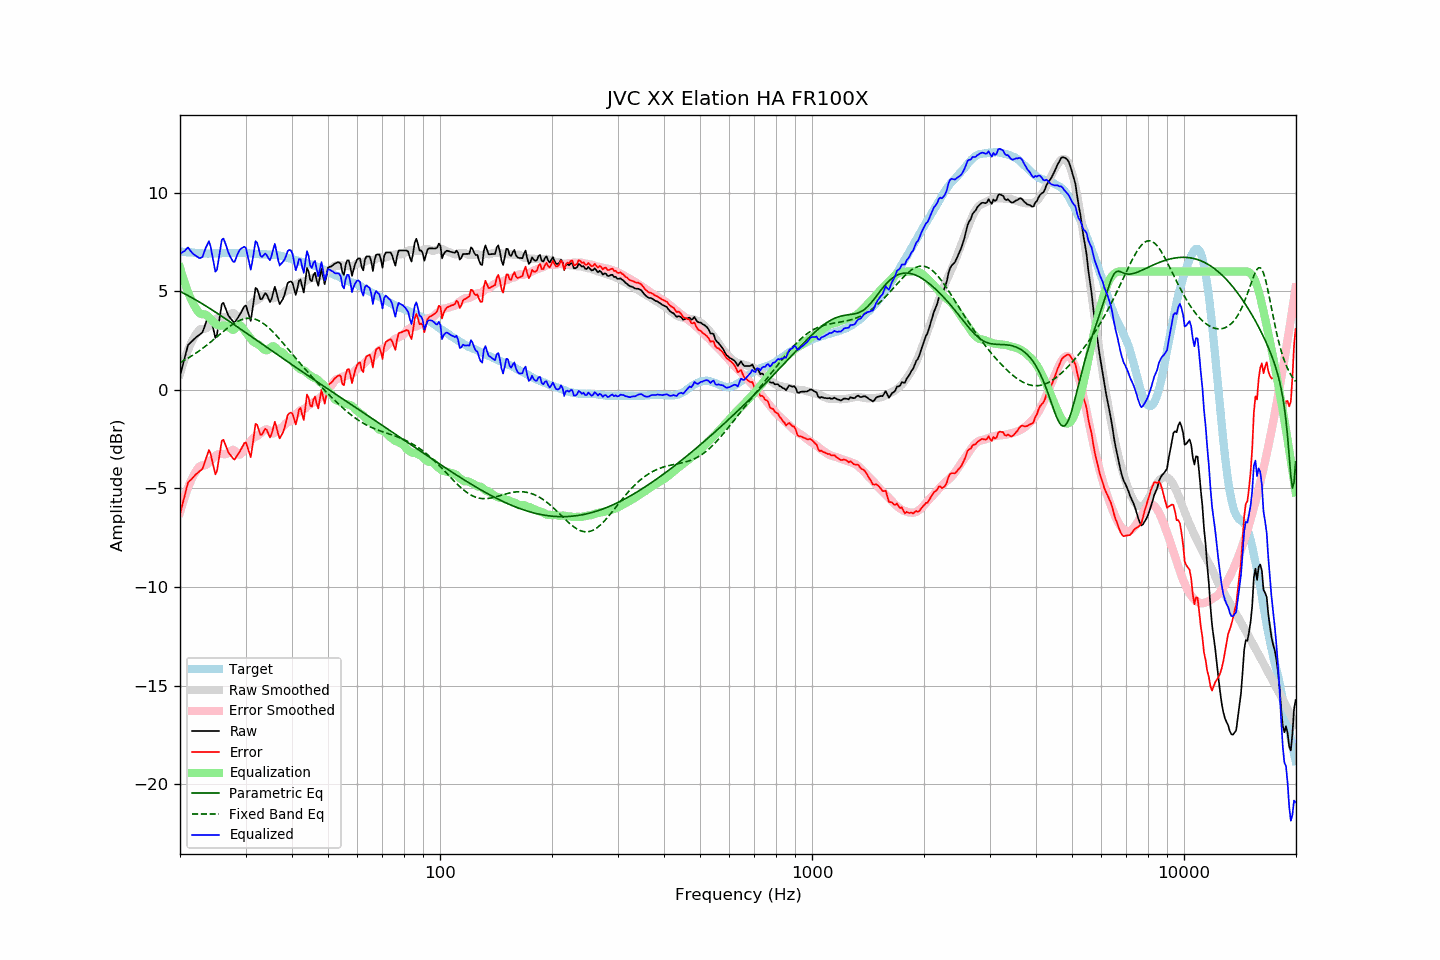 JVC XX Elation HA FR100X
Amplitude (dBr)
10
5
0
−5
−10
−15
−20
Target
Raw Smoothed
Error Smoothed
Raw
Error
Equalization
Parametric Eq
Fixed Band Eq
Equalized
100
1000
10000
Frequency (Hz)